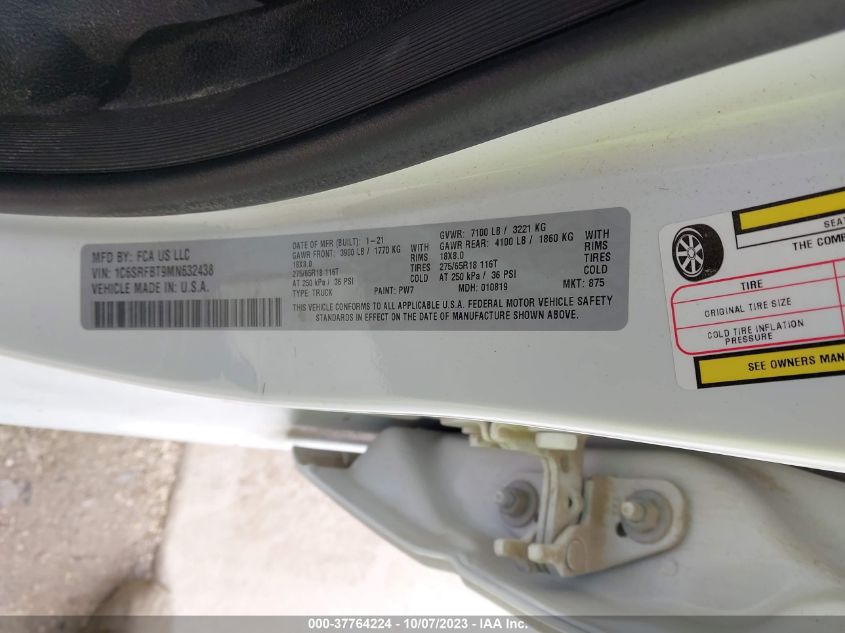 MFD BY: FCA US LLC
VIN: 1C6SRFBT9MN532438
VEHICLE MADE IN: U.S.A.
DATE OF MFR (BUILT): 1-21
GAWR FRONT: 3900 LB / 1770 KG WITH
18X8.0 RIMS
275/65R18 116T TIRES
AT 250 kPa / 36 PSI COLD
TYPE: TRUCK PAINT: PW7
GVWR: 7100 LB / 3221 KG
GAWR REAR: 4100 LB / 1860 KG WITH
18X8.0 RIMS
275/65R18 116T TIRES
AT 250 kPa / 36 PSI COLD
MDH: 010819 MKT: 875
THIS VEHICLE CONFORMS TO ALL APPLICABLE U.S.A. FEDERAL MOTOR VEHICLE SAFETY
STANDARDS IN EFFECT ON THE DATE OF MANUFACTURE SHOWN ABOVE.
THE COMB
TIRE
ORIGINAL TIRE SIZE
COLD TIRE INFLATION
PRESSURE
SEE OWNERS MAN
000-37764224 - 10/07/2023 - IAA Inc.